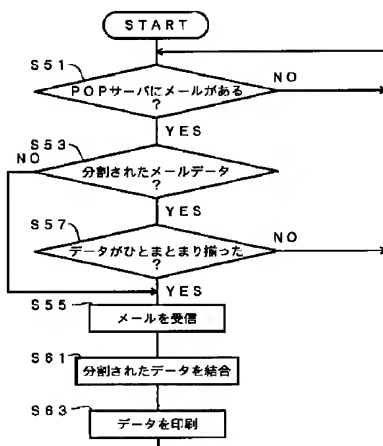 START
S51
POPサーバにメールがある
?
NO
YES
S53
NO
分割されたメールデータ
?
YES
S57
データがひとまとまり揃った
?
NO
YES
S55
メールを受信
S61
分割されたデータを結合
S63
データを印刷